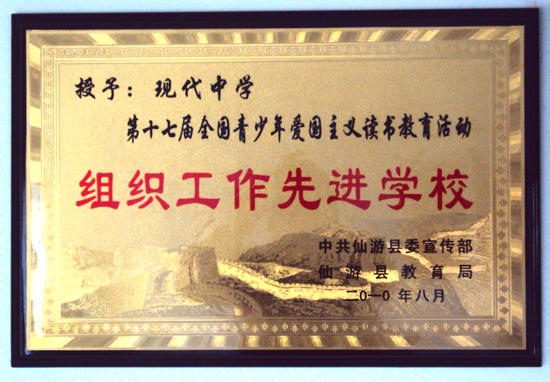 授予：现代中学
第十七届全国青少年爱国主义读书教育活动
组织工作先进学校
中共仙游县委宣传部
仙游县教育局
二0一0年八月